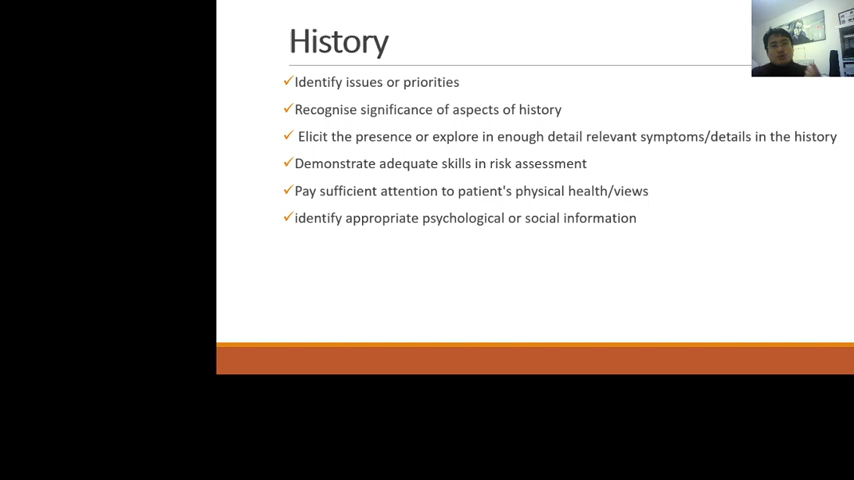 History
Identify issues or priorities
Recognise significance of aspects of history
Elicit the presence or explore in enough detail relevant symptoms/details in the history
Demonstrate adequate skills in risk assessment
Pay sufficient attention to patient's physical health/views
identify appropriate psychological or social information